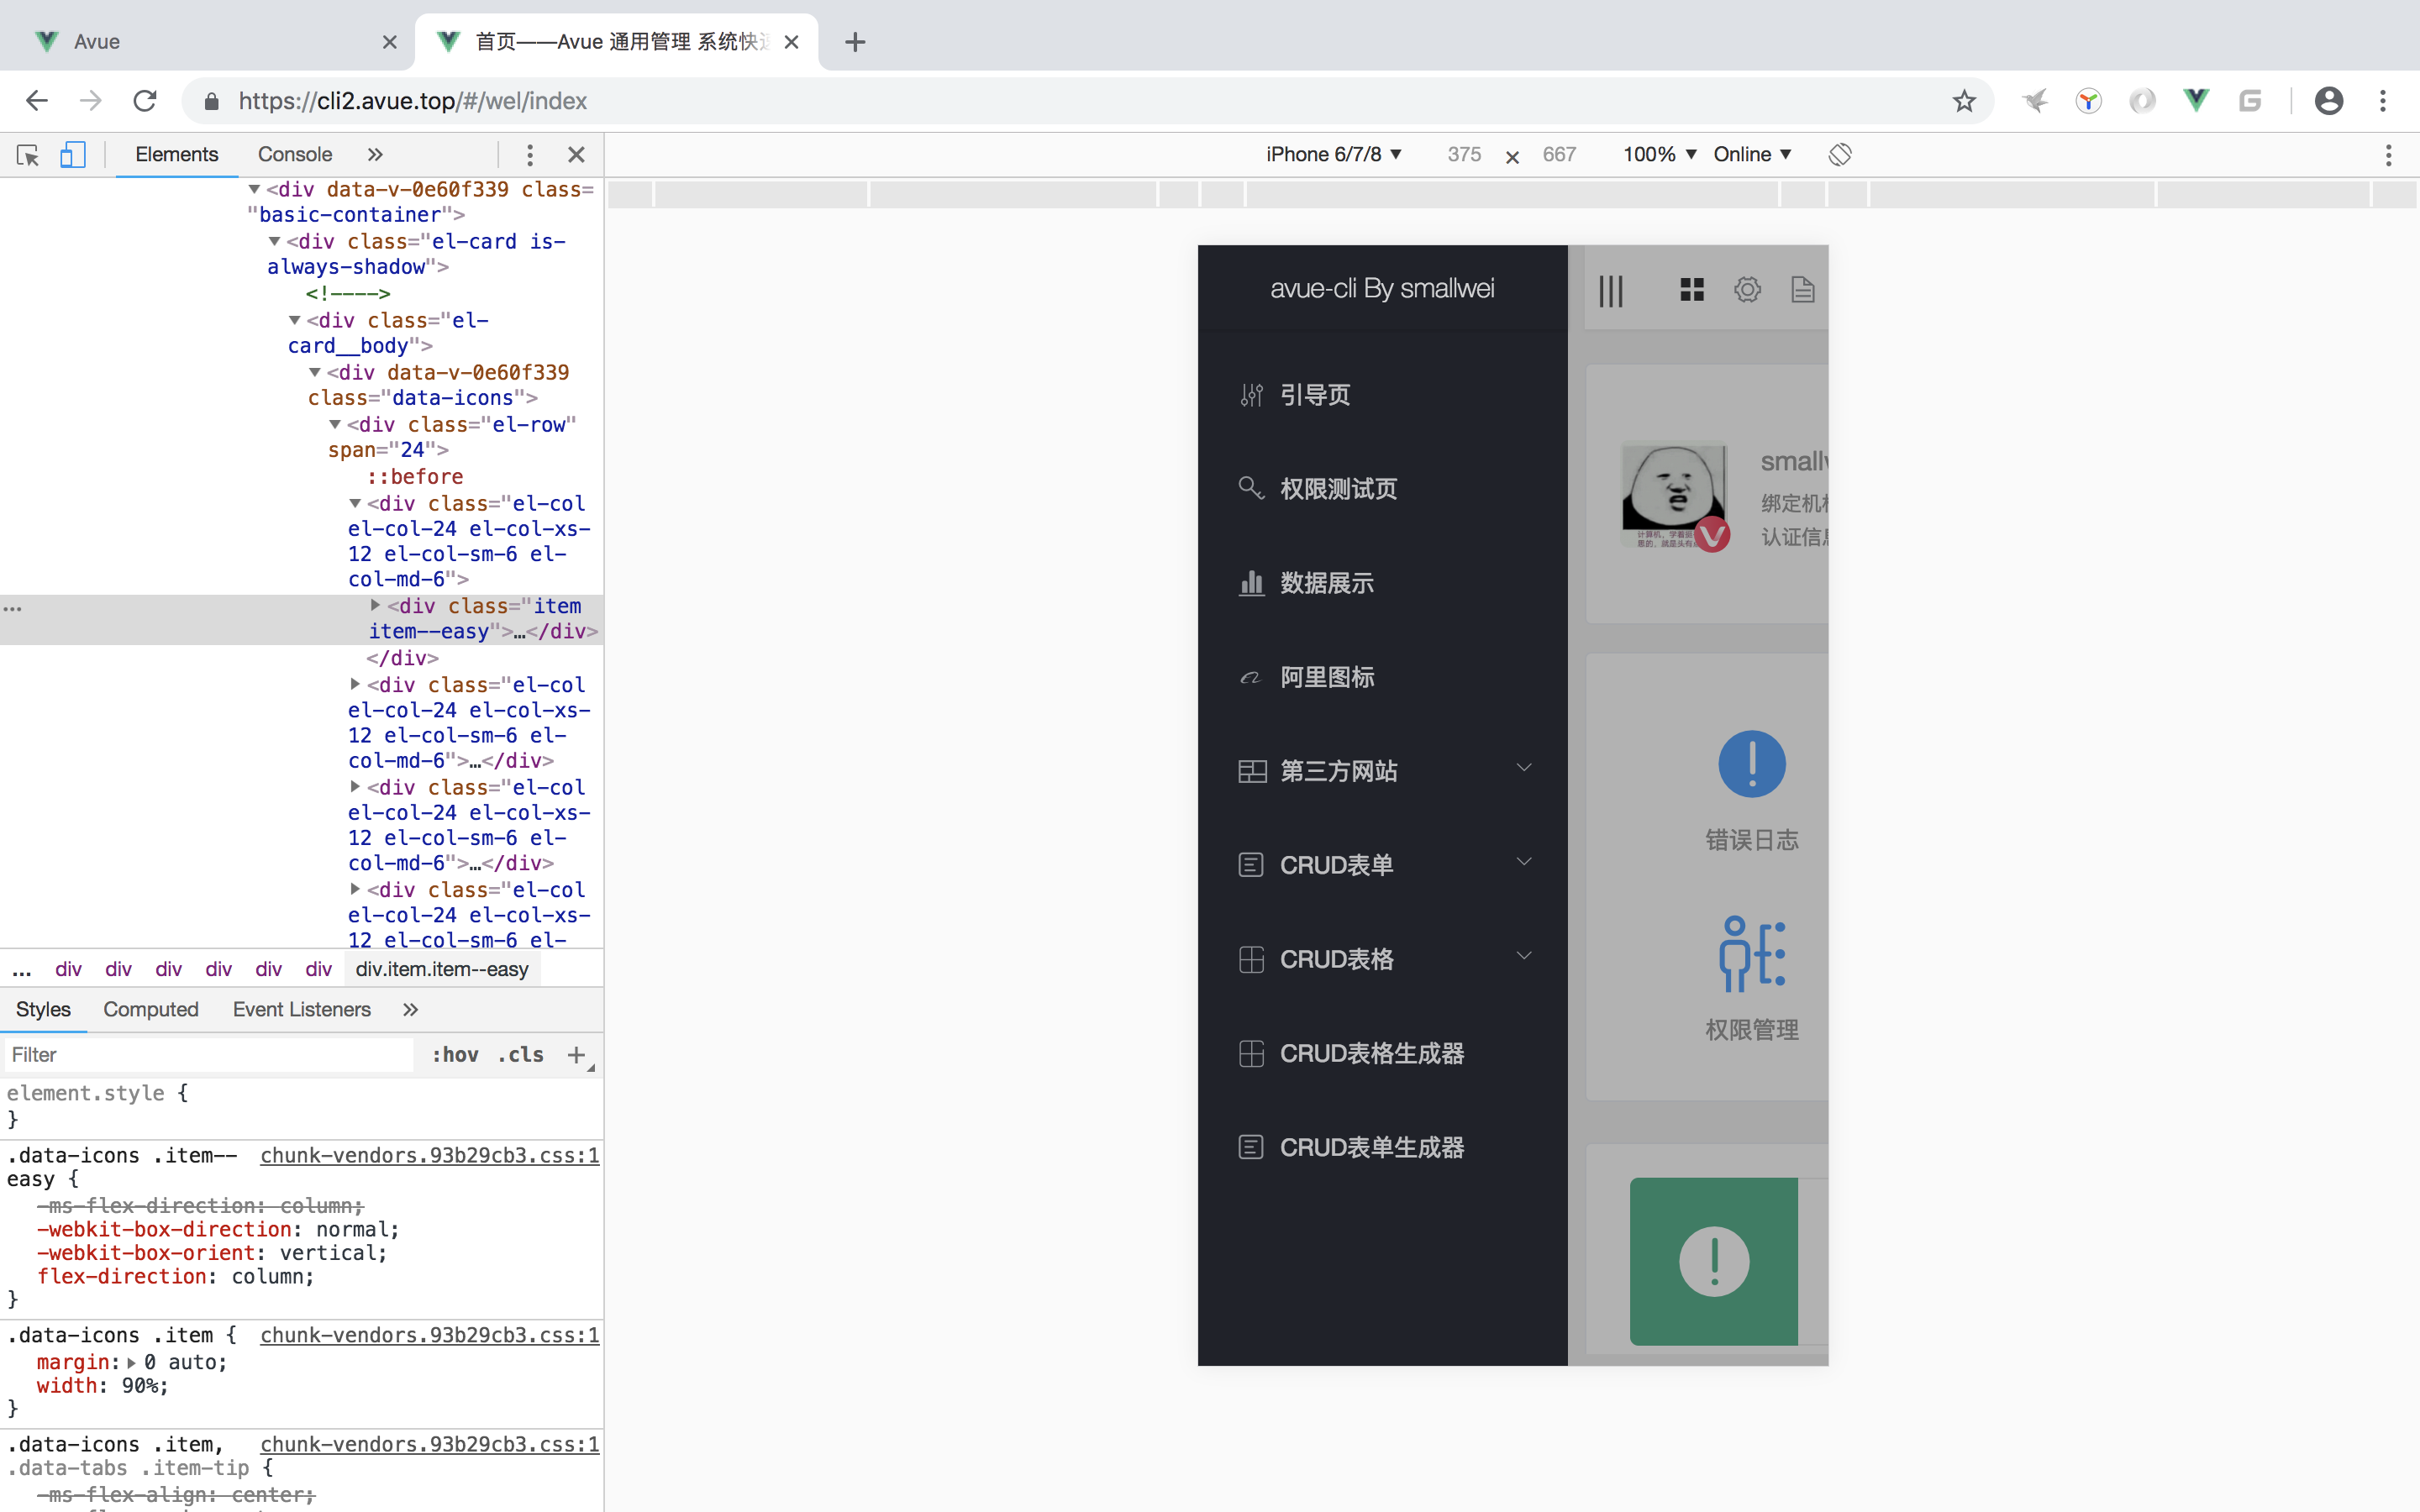 Avue
首页——Avue 通用管理 系统快
https://cli2.avue.top/#/wel/index
Elements Console »
iPhone 6/7/8 ▼ 375 × 667 100% ▼ Online ▼
▼<div data-v-0e60f339 class=
"basic-container">
▼<div class="el-card is-
always-shadow">
<!---->
▼<div class="el-
card__body">
▼<div data-v-0e60f339
class="data-icons">
▼<div class="el-row"
span="24">
::before
▼<div class="el-col
el-col-24 el-col-xs-
12 el-col-sm-6 el-
col-md-6">
… ▶<div class="item
item--easy">…</div>
</div>
▶<div class="el-col
el-col-24 el-col-xs-
12 el-col-sm-6 el-
col-md-6">…</div>
▶<div class="el-col
el-col-24 el-col-xs-
12 el-col-sm-6 el-
col-md-6">…</div>
▶<div class="el-col
el-col-24 el-col-xs-
12 el-col-sm-6 el-
... div div div div div div div.item.item--easy
Styles Computed Event Listeners »
Filter :hov .cls +
element.style {
}
.data-icons .item-- chunk-vendors.93b29cb3.css:1
easy {
-ms-flex-direction: column;
-webkit-box-direction: normal;
-webkit-box-orient: vertical;
flex-direction: column;
}
.data-icons .item { chunk-vendors.93b29cb3.css:1
margin:▶0 auto;
width: 90%;
}
.data-icons .item, chunk-vendors.93b29cb3.css:1
.data-tabs .item-tip {
-ms-flex-align: center;
avue-cli By smallwei
引导页
权限测试页
数据展示
阿里图标
第三方网站
CRUD表单
CRUD表格
CRUD表格生成器
CRUD表单生成器
绑定机
认证信
错误日志
权限管理